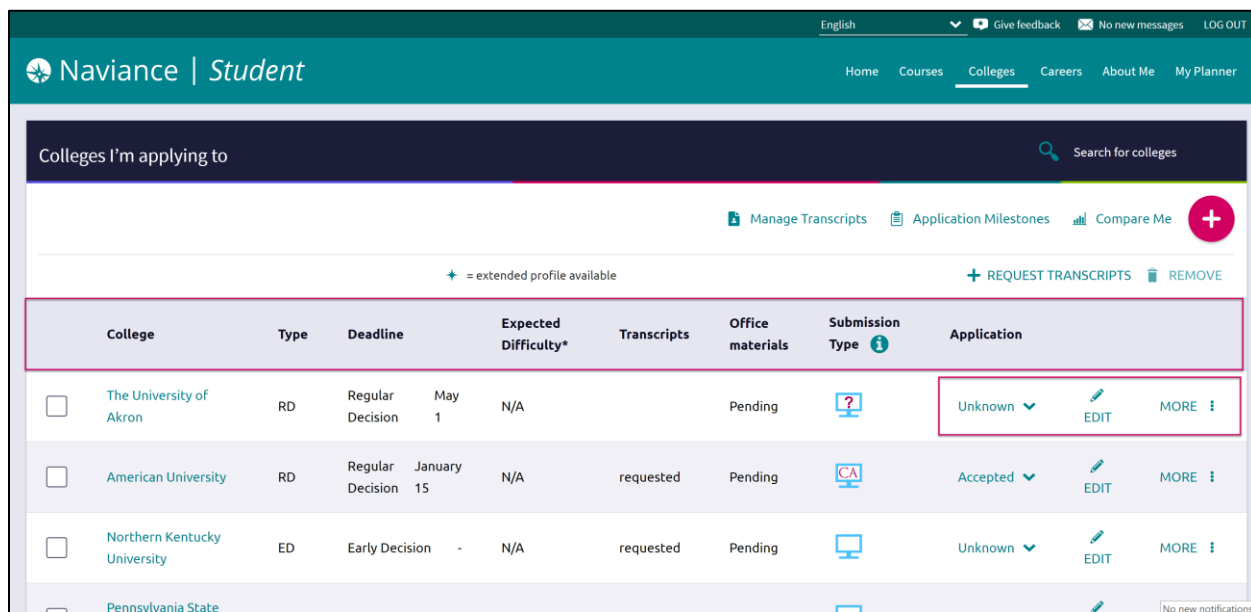 English Give feedback No new messages LOG OUT
Naviance | Student
Home Courses Colleges Careers About Me My Planner
Colleges I'm applying to
Search for colleges
Manage Transcripts Application Milestones Compare Me +
= extended profile available
+ REQUEST TRANSCRIPTS REMOVE
College Type Deadline Expected Difficulty* Transcripts Office materials Submission Type i Application
The University of Akron RD Regular Decision May 1 N/A Pending ? Unknown EDIT MORE
American University RD Regular Decision January 15 N/A requested Pending CA Accepted EDIT MORE
Northern Kentucky University ED Early Decision - N/A requested Pending Unknown EDIT MORE
Pennsylvania State
No new notifications